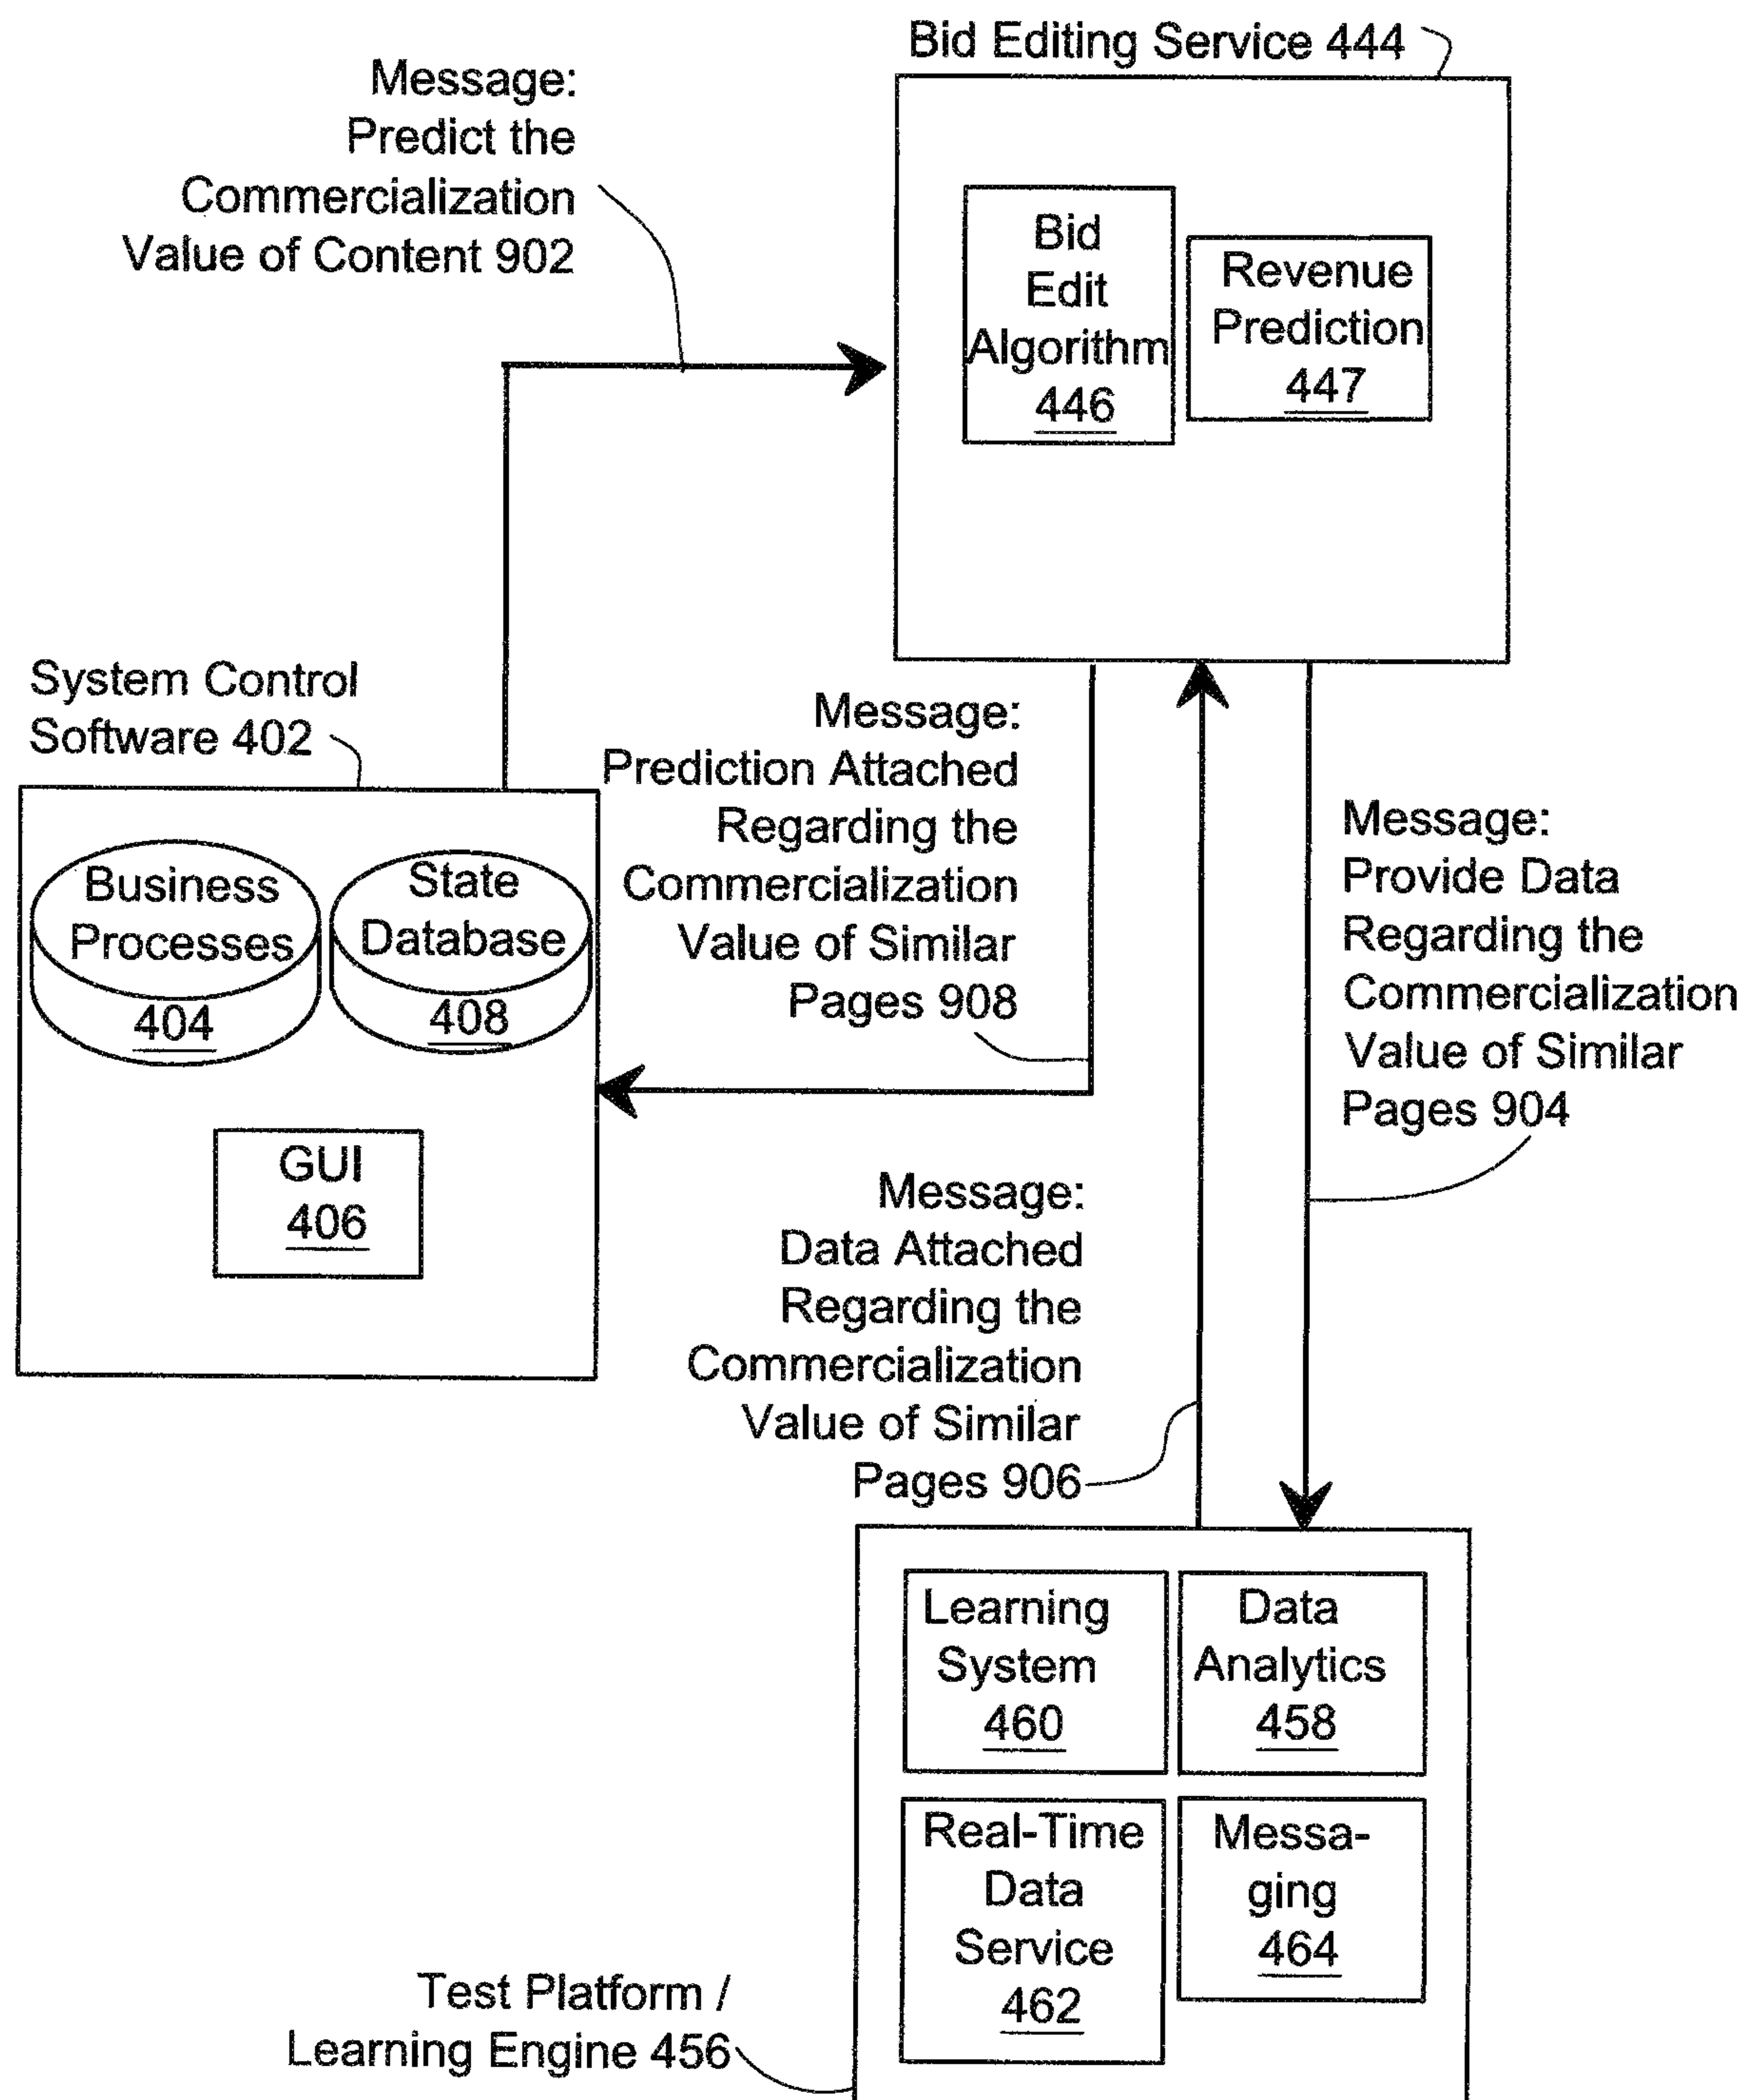 Bid Editing Service 444
Message:
Predict the
Commercialization
Value of Content 902
Bid
Edit
Algorithm
446
Revenue
Prediction
447
System Control
Software 402
Business
Processes
404
State
Database
408
GUI
406
Message:
Prediction Attached
Regarding the
Commercialization
Value of Similar
Pages 908
Message:
Provide Data
Regarding the
Commercialization
Value of Similar
Pages 904
Message:
Data Attached
Regarding the
Commercialization
Value of Similar
Pages 906
Learning
System
460
Data
Analytics
458
Real-Time
Data
Service
462
Messa-
ging
464
Test Platform /
Learning Engine 456